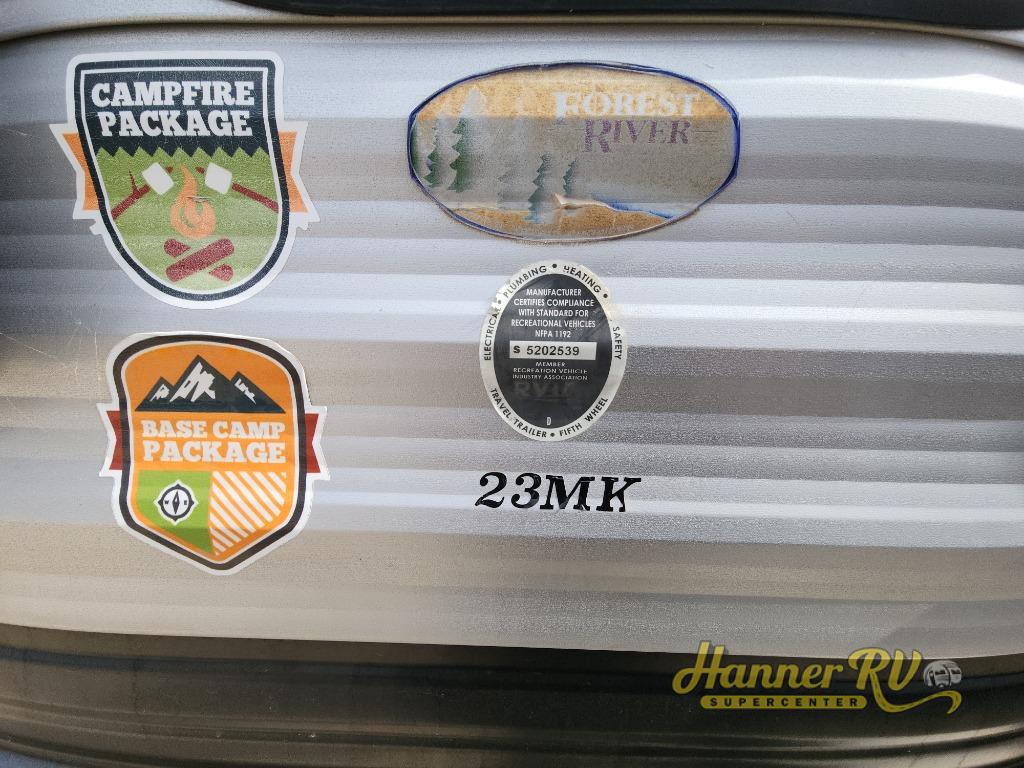 CAMPFIRE
PACKAGE
FOREST
RIVER
PLUMBING • HEATING •
ELECTRICAL
SAFETY
MANUFACTURER
CERTIFIES COMPLIANCE
WITH STANDARD FOR
RECREATIONAL VEHICLES
NFPA 1192
S 5202539
MEMBER
RECREATION VEHICLE
INDUSTRY ASSOCIATION
RVIA
D
TRAVEL TRAILER • FIFTH WHEEL
BASE CAMP
PACKAGE
W E
23MK
Hanner RV
SUPERCENTER